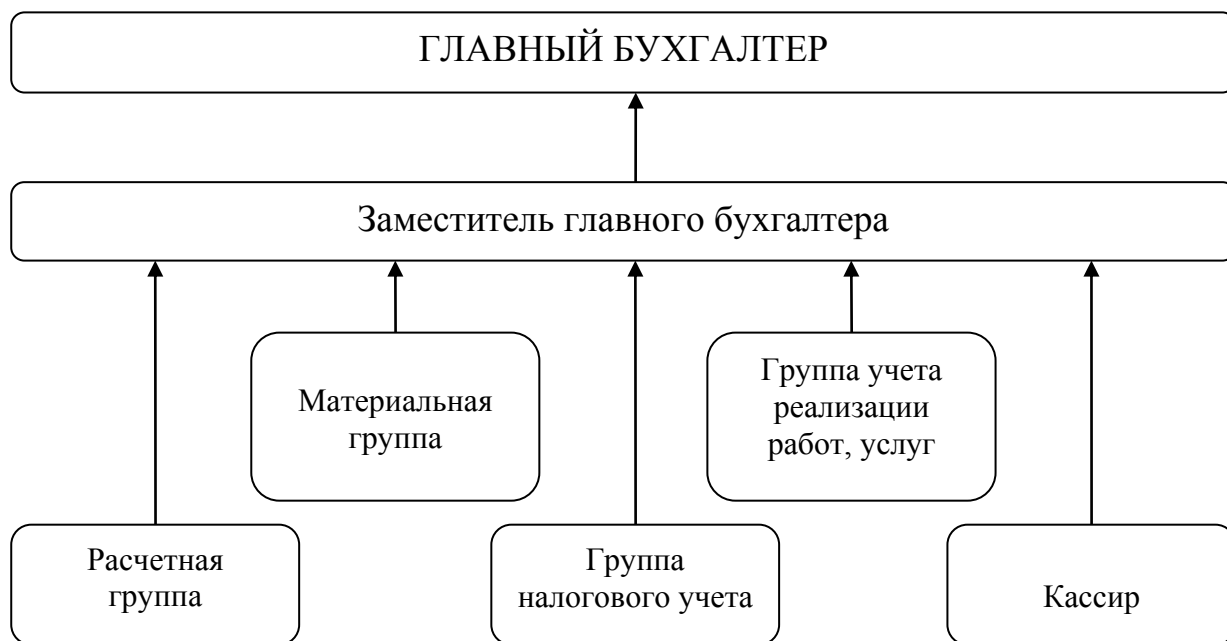 ГЛАВНЫЙ БУХГАЛТЕР
Заместитель главного бухгалтера
Материальная
группа
Группа учета
реализации
работ, услуг
Расчетная
группа
Группа
налогового учета
Кассир